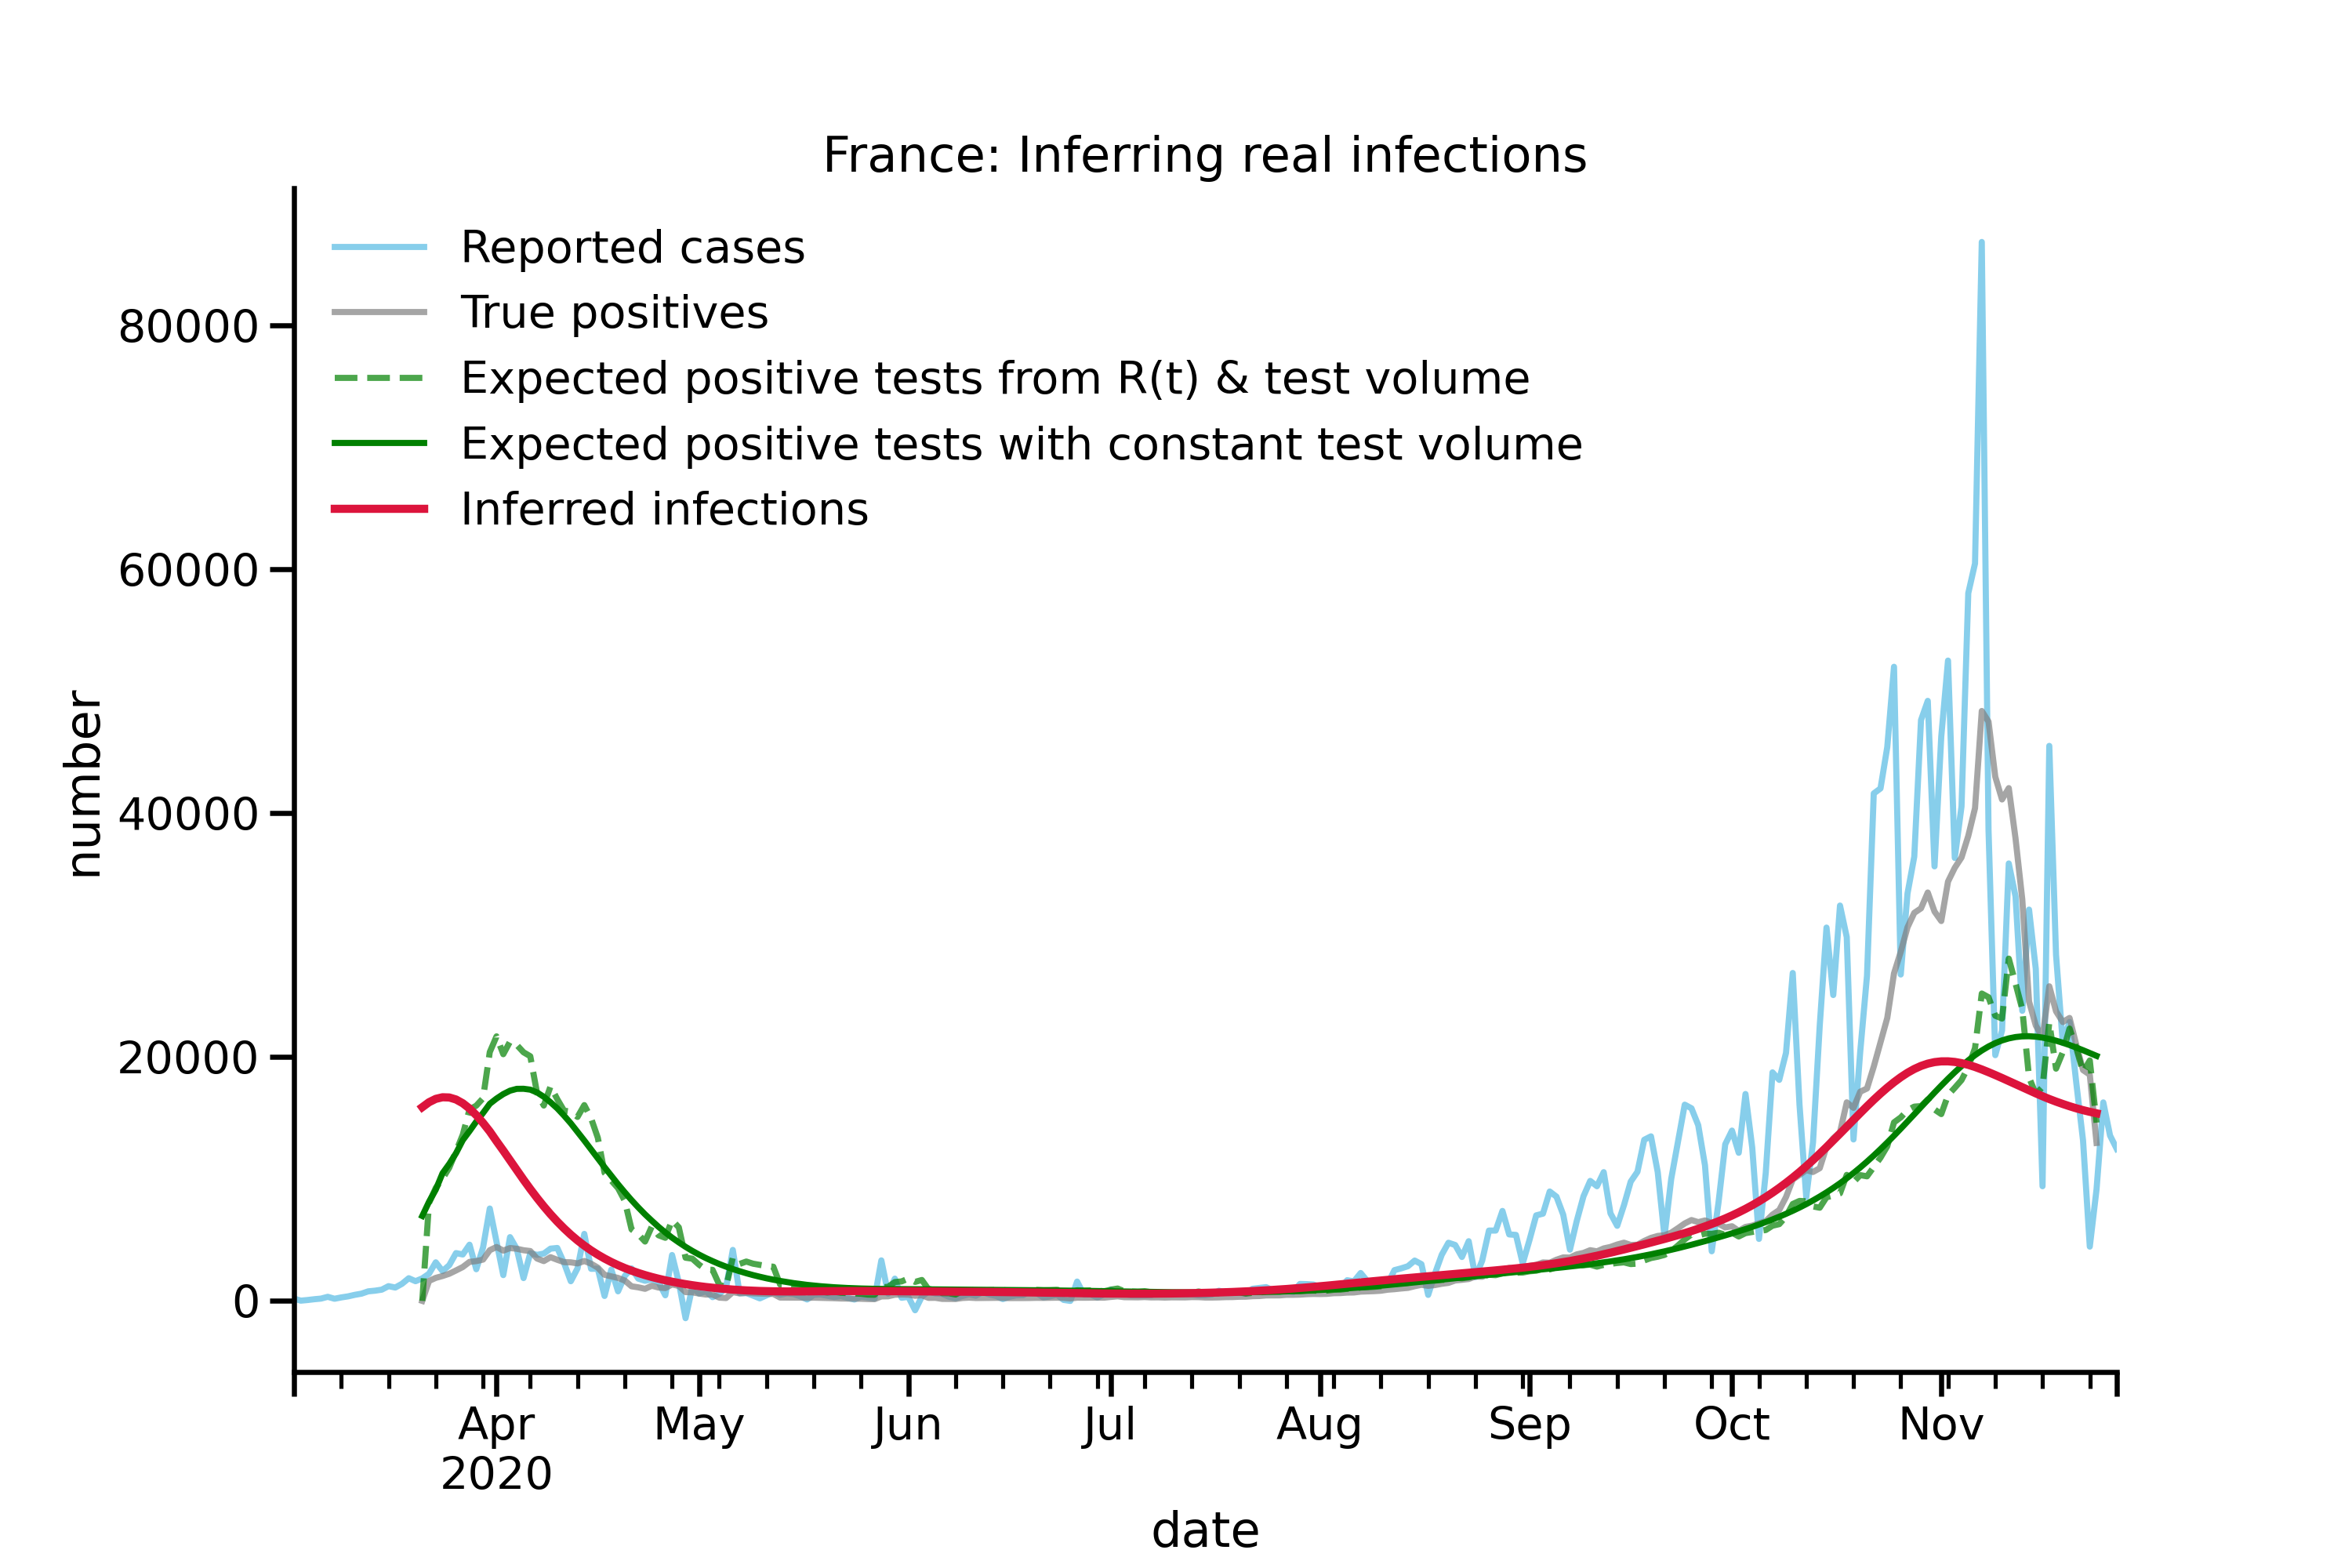 France: Inferring real infections
Reported cases
True positives
Expected positive tests from R(t) & test volume
Expected positive tests with constant test volume
Inferred infections
80000
60000
40000
20000
0
number
Apr May Jun Jul Aug Sep Oct Nov
2020
date